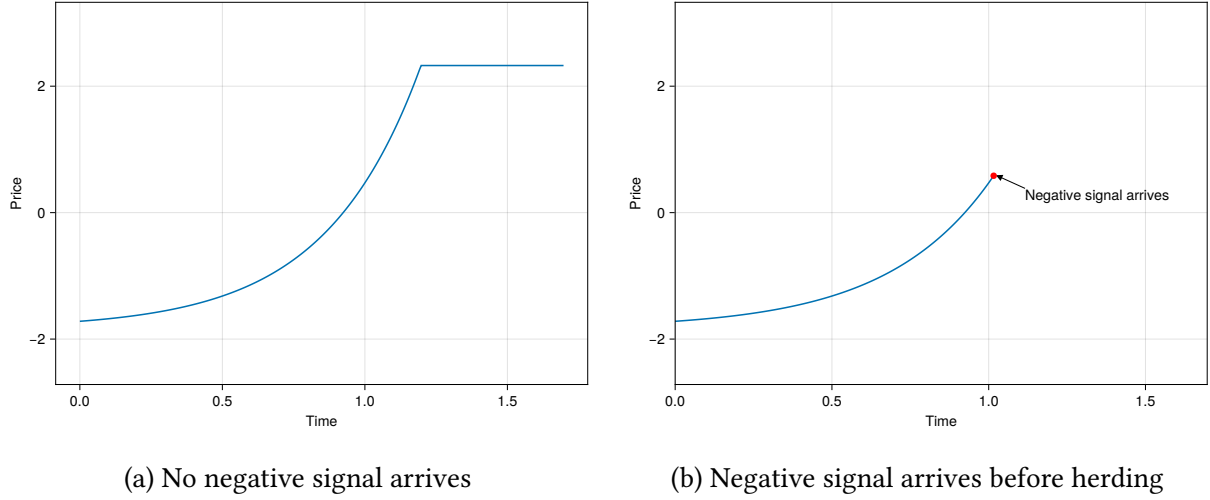 Price
2
0
−2
0.0 0.5 1.0 1.5
Time
(a) No negative signal arrives
Price
2
0
−2
Negative signal arrives
0.0 0.5 1.0 1.5
Time
(b) Negative signal arrives before herding